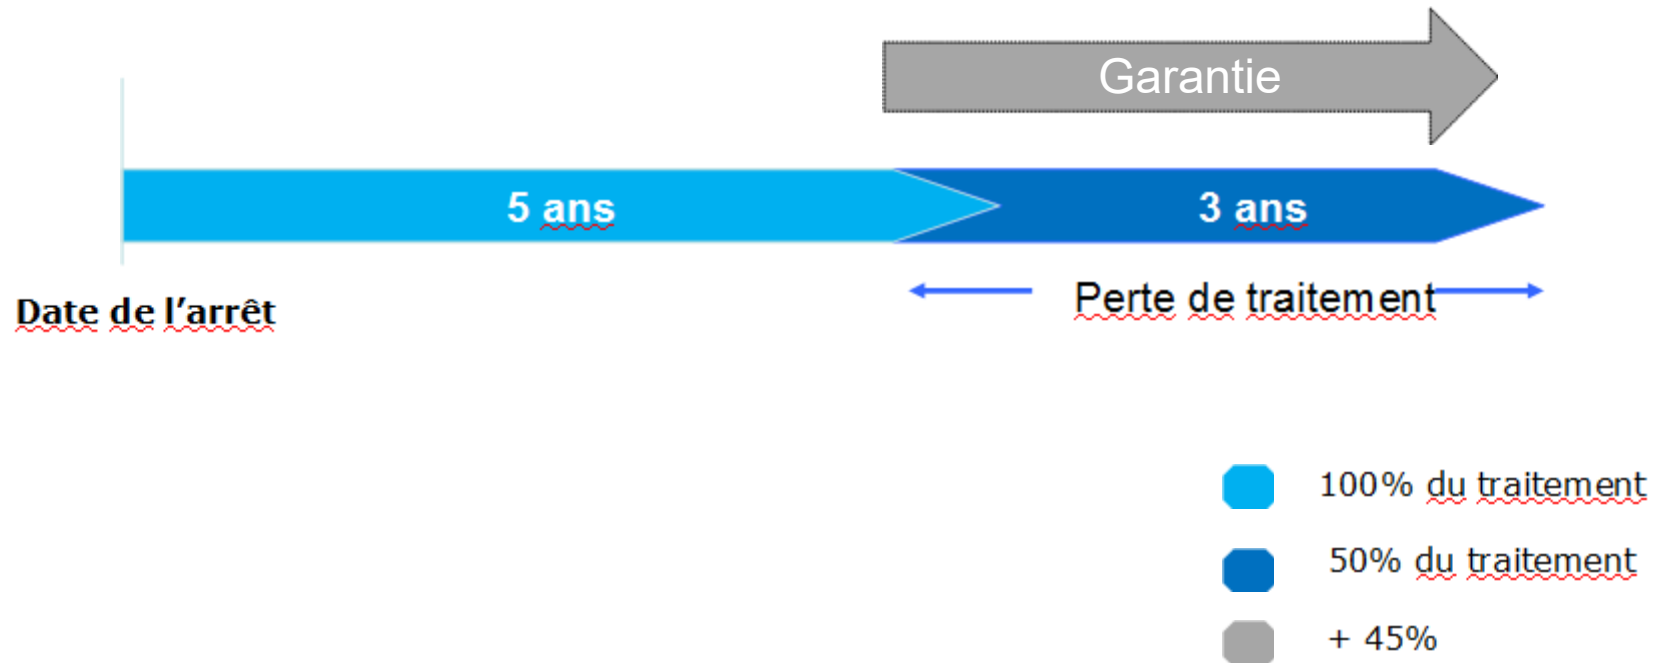 Garantie
5 ans
3 ans
Date de l’arrêt
Perte de traitement
100% du traitement
50% du traitement
+ 45%